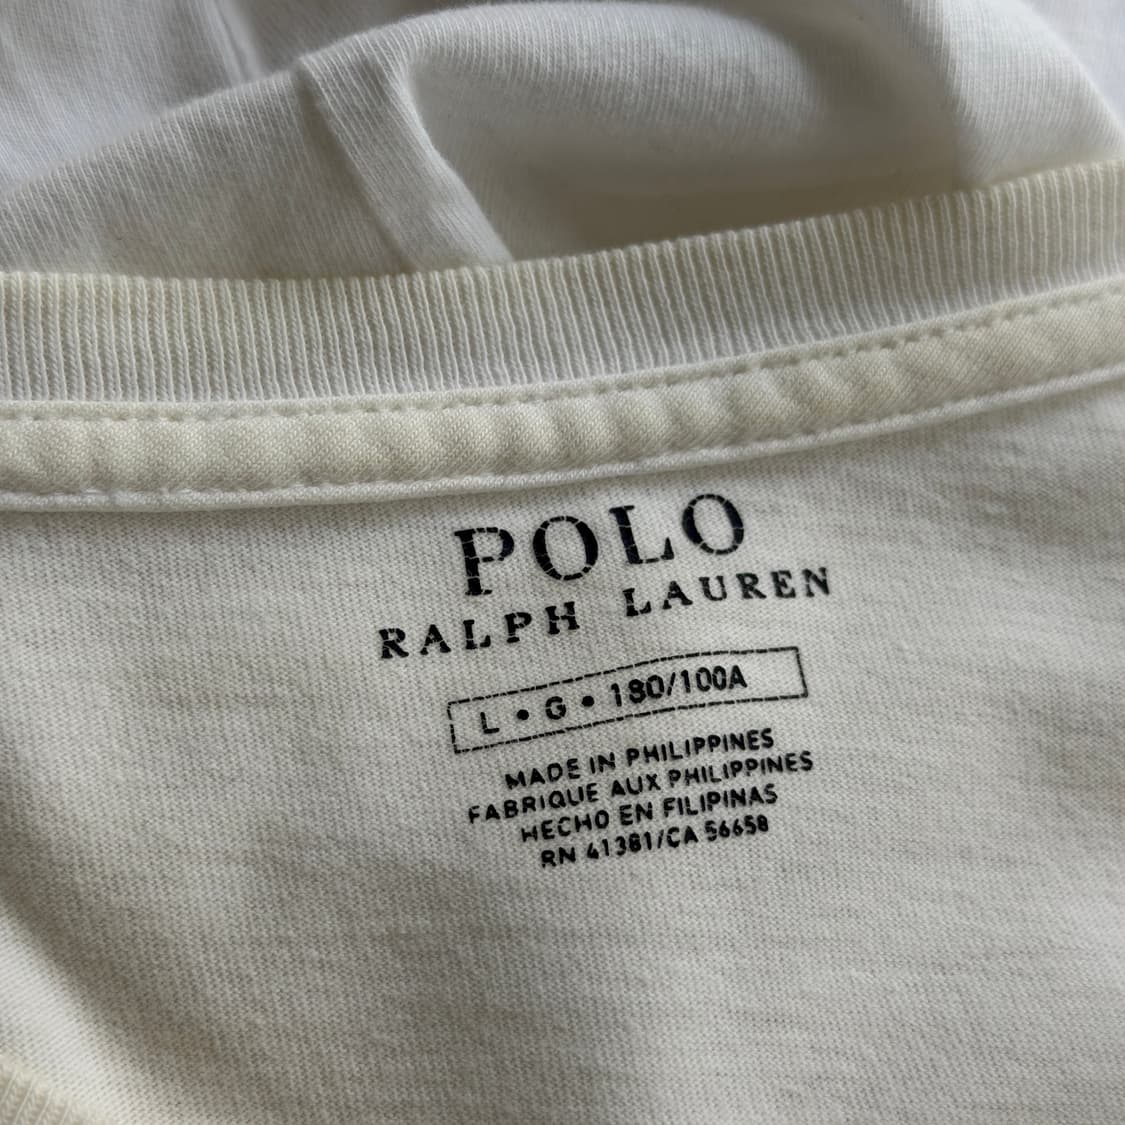 POLO
RALPH LAUREN
L • G • 180/100A
MADE IN PHILIPPINES
FABRIQUE AUX PHILIPPINES
HECHO EN FILIPINAS
RN 41381/CA 56658